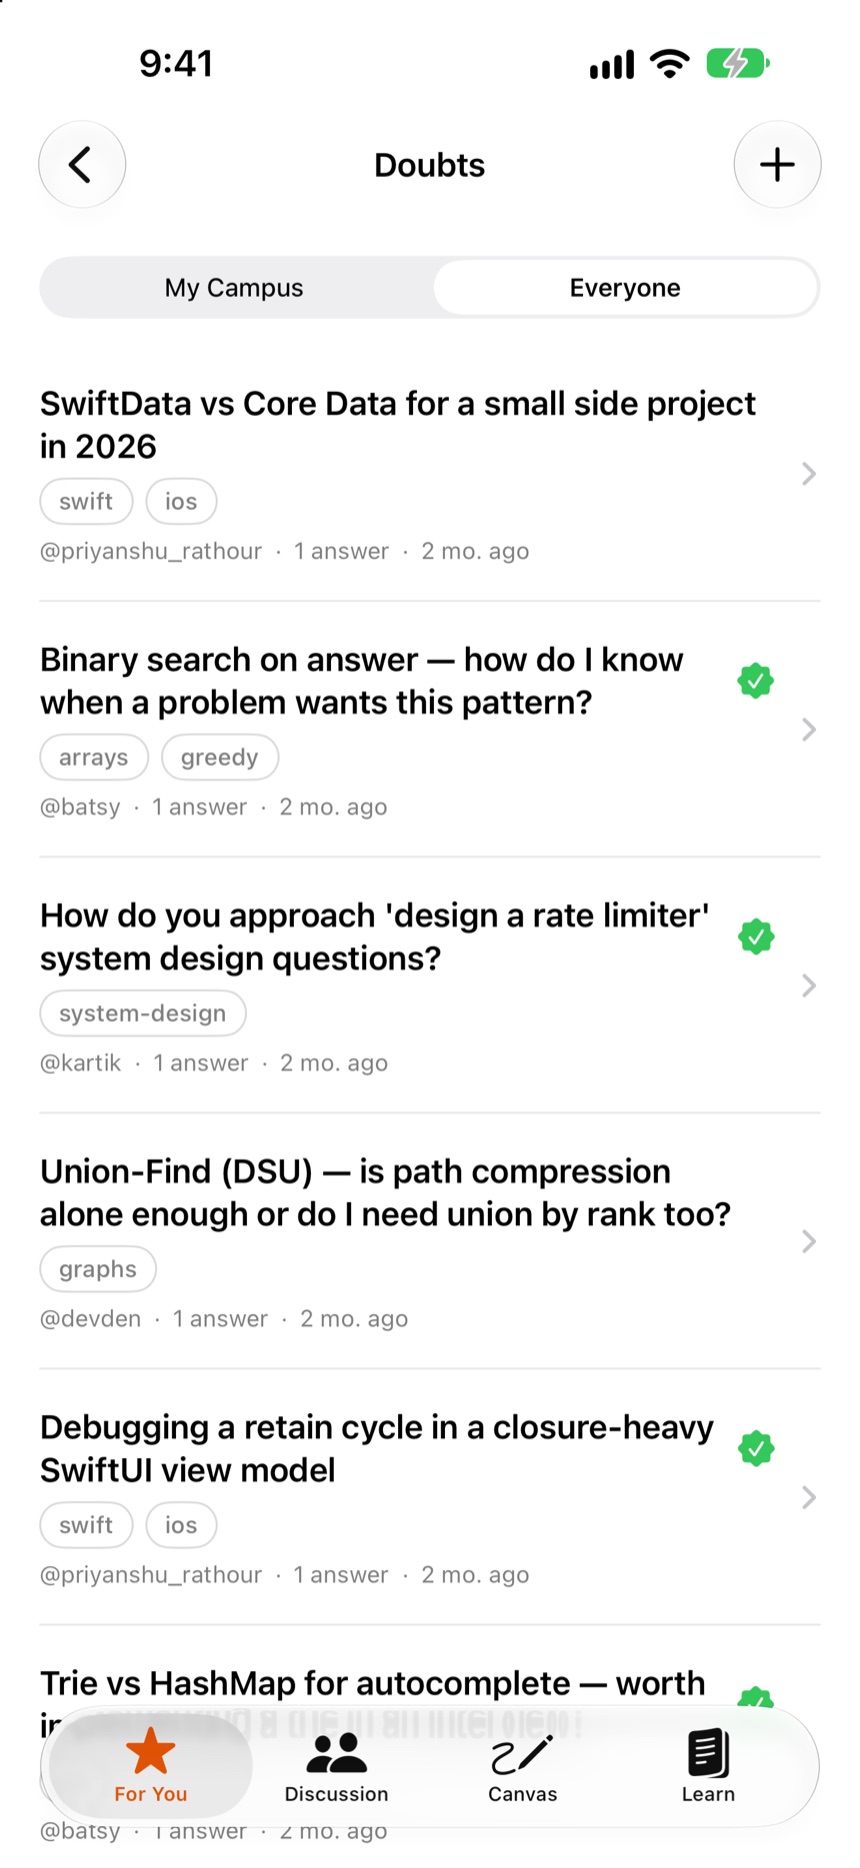 9:41
Doubts
My Campus
Everyone
SwiftData vs Core Data for a small side project
in 2026
swift ios
@priyanshu_rathour · 1 answer · 2 mo. ago
Binary search on answer — how do I know
when a problem wants this pattern?
arrays greedy
@batsy · 1 answer · 2 mo. ago
How do you approach 'design a rate limiter'
system design questions?
system-design
@kartik · 1 answer · 2 mo. ago
Union-Find (DSU) — is path compression
alone enough or do I need union by rank too?
graphs
@devden · 1 answer · 2 mo. ago
Debugging a retain cycle in a closure-heavy
SwiftUI view model
swift ios
@priyanshu_rathour · 1 answer · 2 mo. ago
Trie vs HashMap for autocomplete — worth
For You
Discussion
Canvas
Learn
@batsy · 1 answer · 2 mo. ago